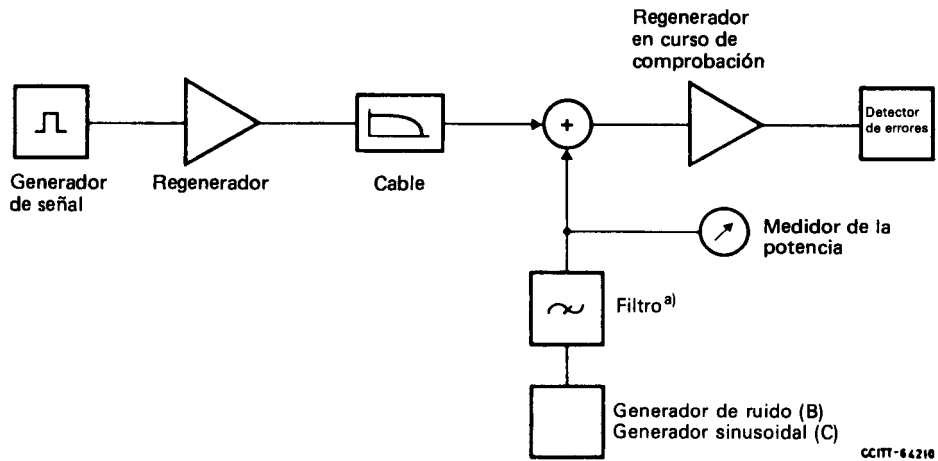 Regenerador
en curso de
comprobación
Detector
de errores
+
Generador
de señal
Regenerador
Cable
Medidor de la
potencia
Filtro a)
Generador de ruido (B)
Generador sinusoidal (C)
CCITT-64210